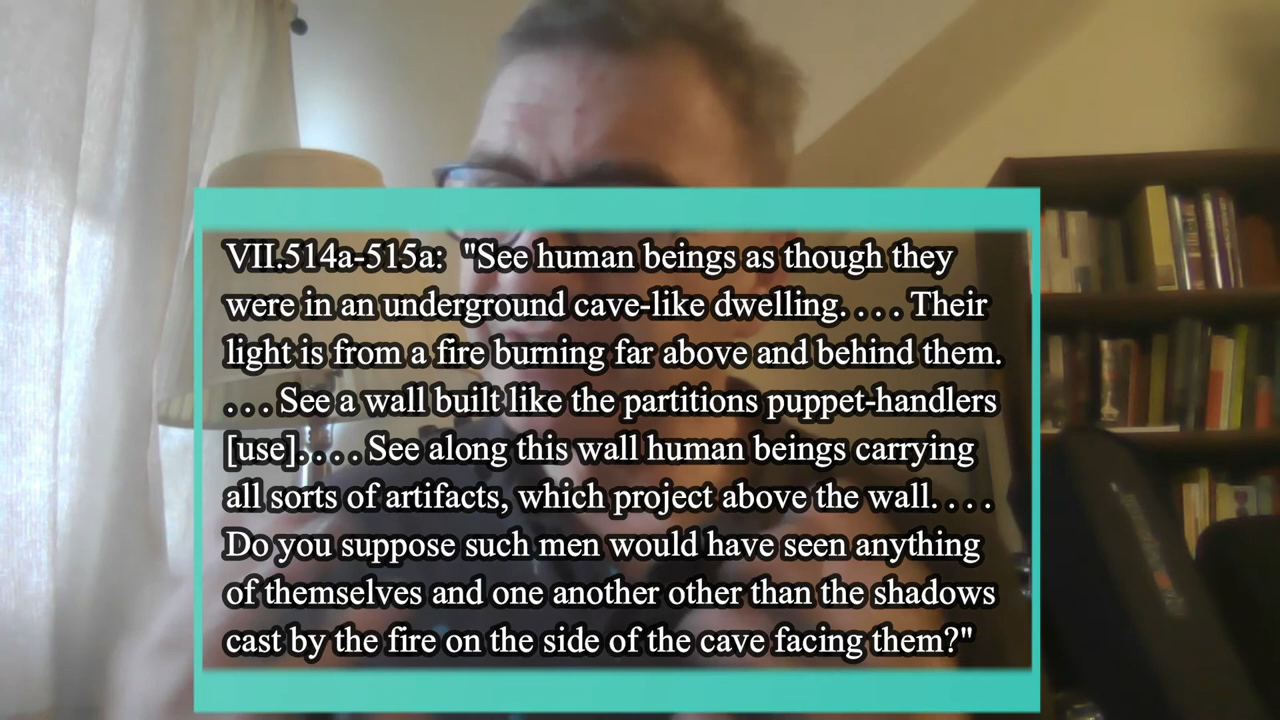 VII.514a-515a:  "See human beings as though they
were in an underground cave-like dwelling. . . . Their
light is from a fire burning far above and behind them.
. . . See a wall built like the partitions puppet-handlers
[use]. . . . See along this wall human beings carrying
all sorts of artifacts, which project above the wall. . . .
Do you suppose such men would have seen anything
of themselves and one another other than the shadows
cast by the fire on the side of the cave facing them?"